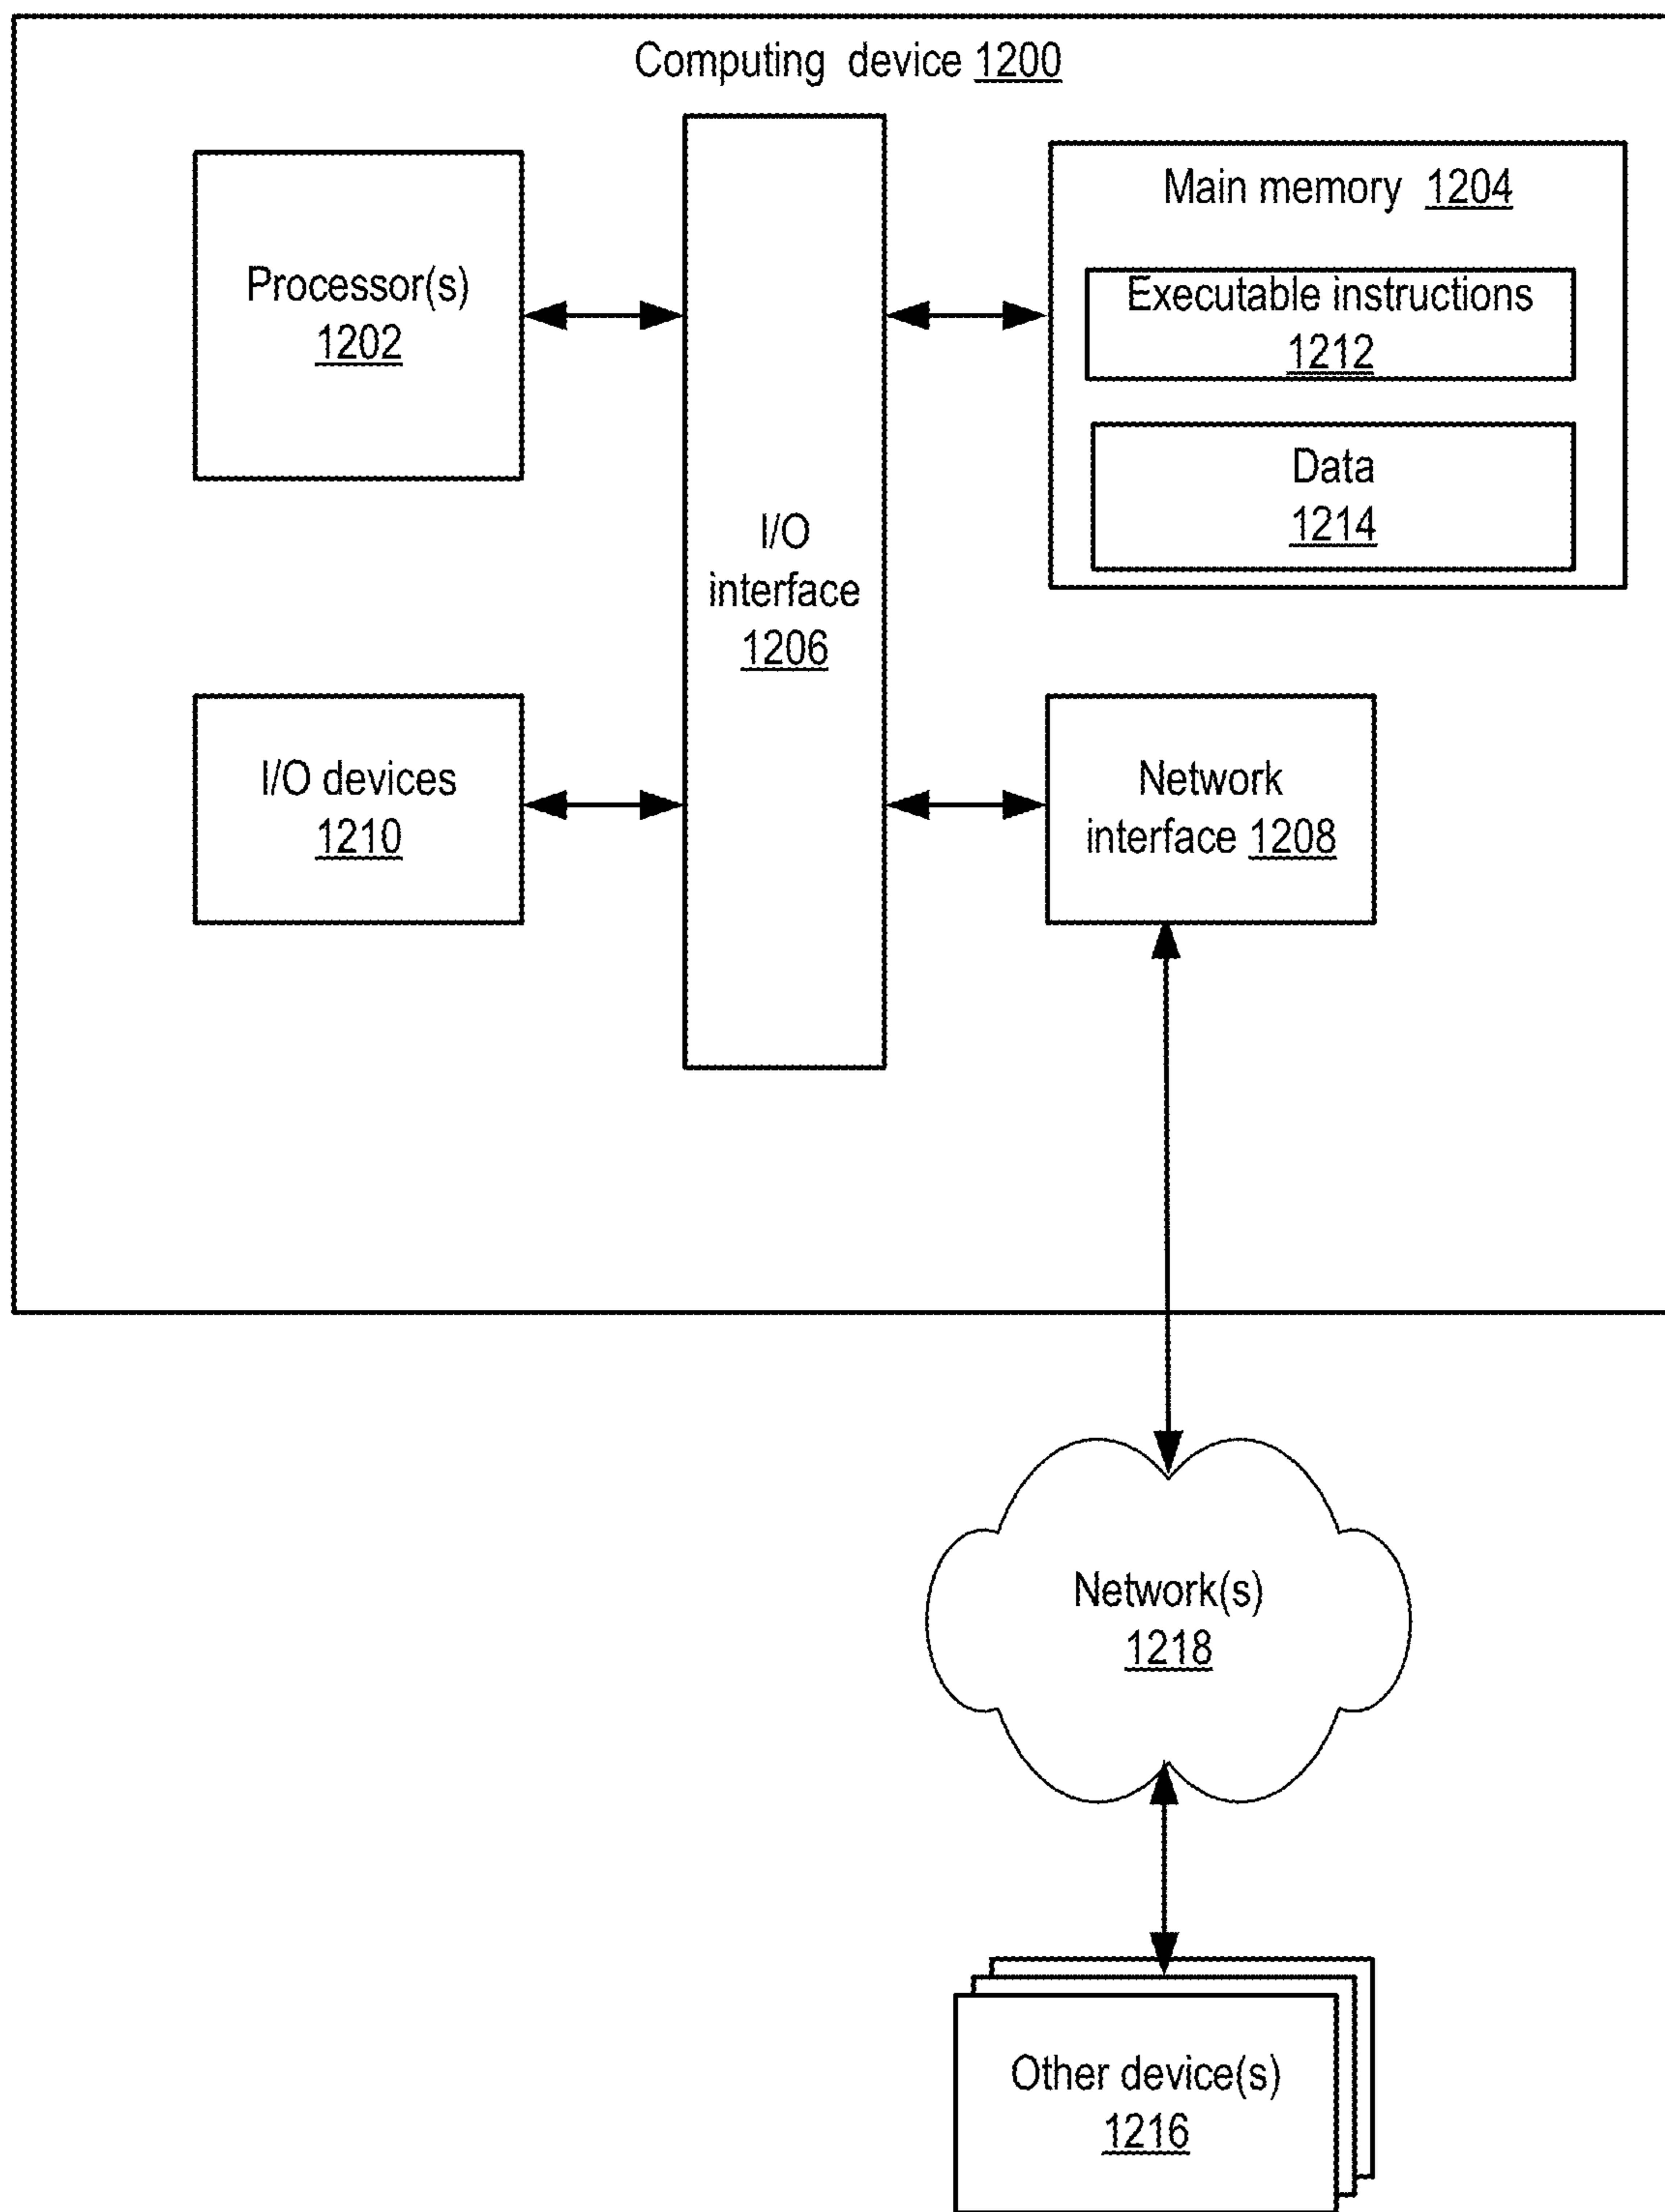 Computing device 1200
Processor(s)
1202
Main memory 1204
Executable instructions
1212
Data
1214
I/O
interface
1206
I/O devices
1210
Network
interface 1208
Network(s)
1218
Other device(s)
1216